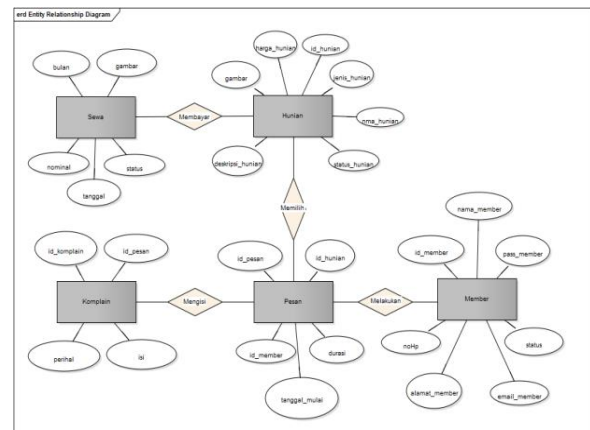 erd Entity Relationship Diagram
harga_hunian
id_hunian
bulan
gambar
gambar
jenis_hunian
Sewa
Membayar
Hunian
nma_hunian
nominal
status
deskripsi_hunian
status_hunian
tanggal
Memilih
nama_member
id_komplain
id_pesan
id_pesan
id_hunian
id_member
pass_member
Komplain
Mengisi
Pesan
Melakukan
Member
perihal
isi
id_member
durasi
noHp
status
tanggal_mulai
alamat_member
email_member